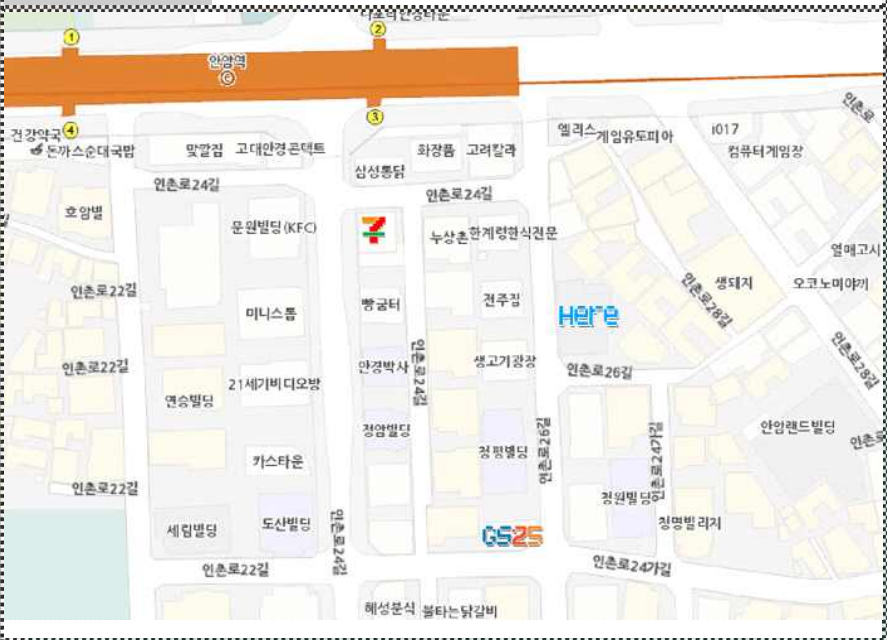 다모라한정타운
1
2
안암역
3
4
건강약국
돈까스순대국밥
맞깔집
고대안경콘택트
삼성통닭
화장품
고려칼라
엘리스
게임유토피아
i017
컴퓨터게임장
인촌로
인촌로24길
인촌로24길
호암별
문원빌딩(KFC)
7
누상촌
한계령한식전문
열매고시
인촌로22길
미니스톱
빵굼터
전주집
Here
생돼지
오코노미야끼
인촌로28길
인촌로22길
안경박사
인촌로24길
생고기광장
인촌로26길
인촌로28길
연승빌딩
21세기비디오방
정암빌딩
정평빌딩
인촌로26길
인촌로24가길
안암랜드빌딩
인촌로
인촌로22길
카스타운
정원빌딩
세림빌딩
도산빌딩
인촌로24길
GS25
청명빌리지
인촌로22길
인촌로24가길
혜성분식
불타는닭갈비